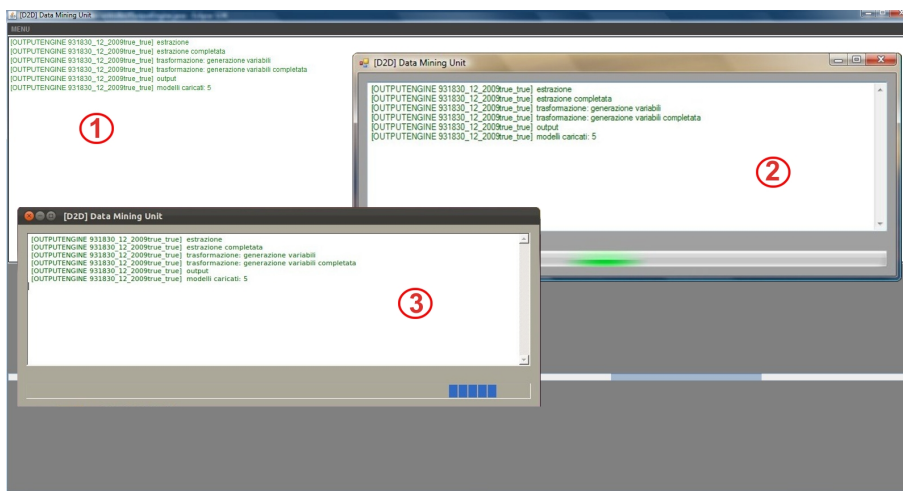 [D2D] Data Mining Unit
MENU
[OUTPUTENGINE 931830_12_2009true_true] estrazione
[OUTPUTENGINE 931830_12_2009true_true] estrazione completata
[OUTPUTENGINE 931830_12_2009true_true] trasformazione: generazione variabili
[OUTPUTENGINE 931830_12_2009true_true] trasformazione: generazione variabili completata
[OUTPUTENGINE 931830_12_2009true_true] output
[OUTPUTENGINE 931830_12_2009true_true] modelli caricati: 5
1
[D2D] Data Mining Unit
[OUTPUTENGINE 931830_12_2009true_true] estrazione
[OUTPUTENGINE 931830_12_2009true_true] estrazione completata
[OUTPUTENGINE 931830_12_2009true_true] trasformazione: generazione variabili
[OUTPUTENGINE 931830_12_2009true_true] trasformazione: generazione variabili completata
[OUTPUTENGINE 931830_12_2009true_true] output
[OUTPUTENGINE 931830_12_2009true_true] modelli caricati: 5
2
[D2D] Data Mining Unit
[OUTPUTENGINE 931830_12_2009true_true] estrazione
[OUTPUTENGINE 931830_12_2009true_true] estrazione completata
[OUTPUTENGINE 931830_12_2009true_true] trasformazione: generazione variabili
[OUTPUTENGINE 931830_12_2009true_true] trasformazione: generazione variabili completata
[OUTPUTENGINE 931830_12_2009true_true] output
[OUTPUTENGINE 931830_12_2009true_true] modelli caricati: 5
3